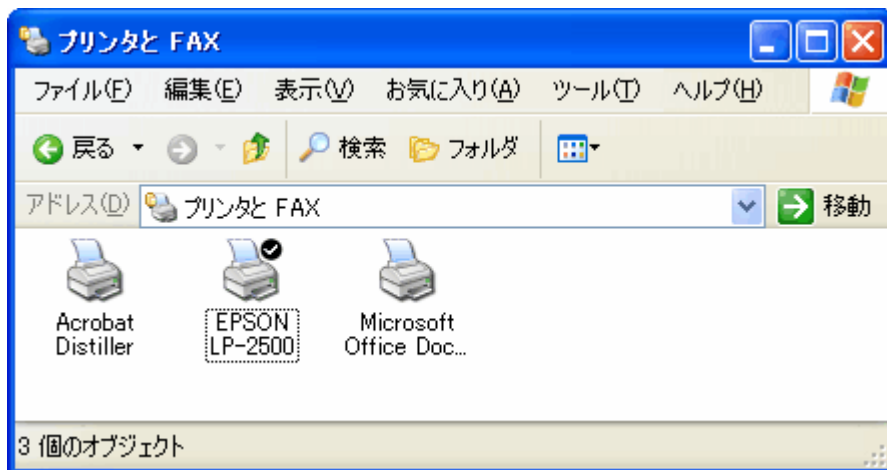 プリンタと FAX
ファイル(F) 編集(E) 表示(V) お気に入り(A) ツール(T) ヘルプ(H)
戻る 検索 フォルダ
アドレス(D) プリンタと FAX 移動
Acrobat Distiller
EPSON LP-2500
Microsoft Office Doc...
3 個のオブジェクト